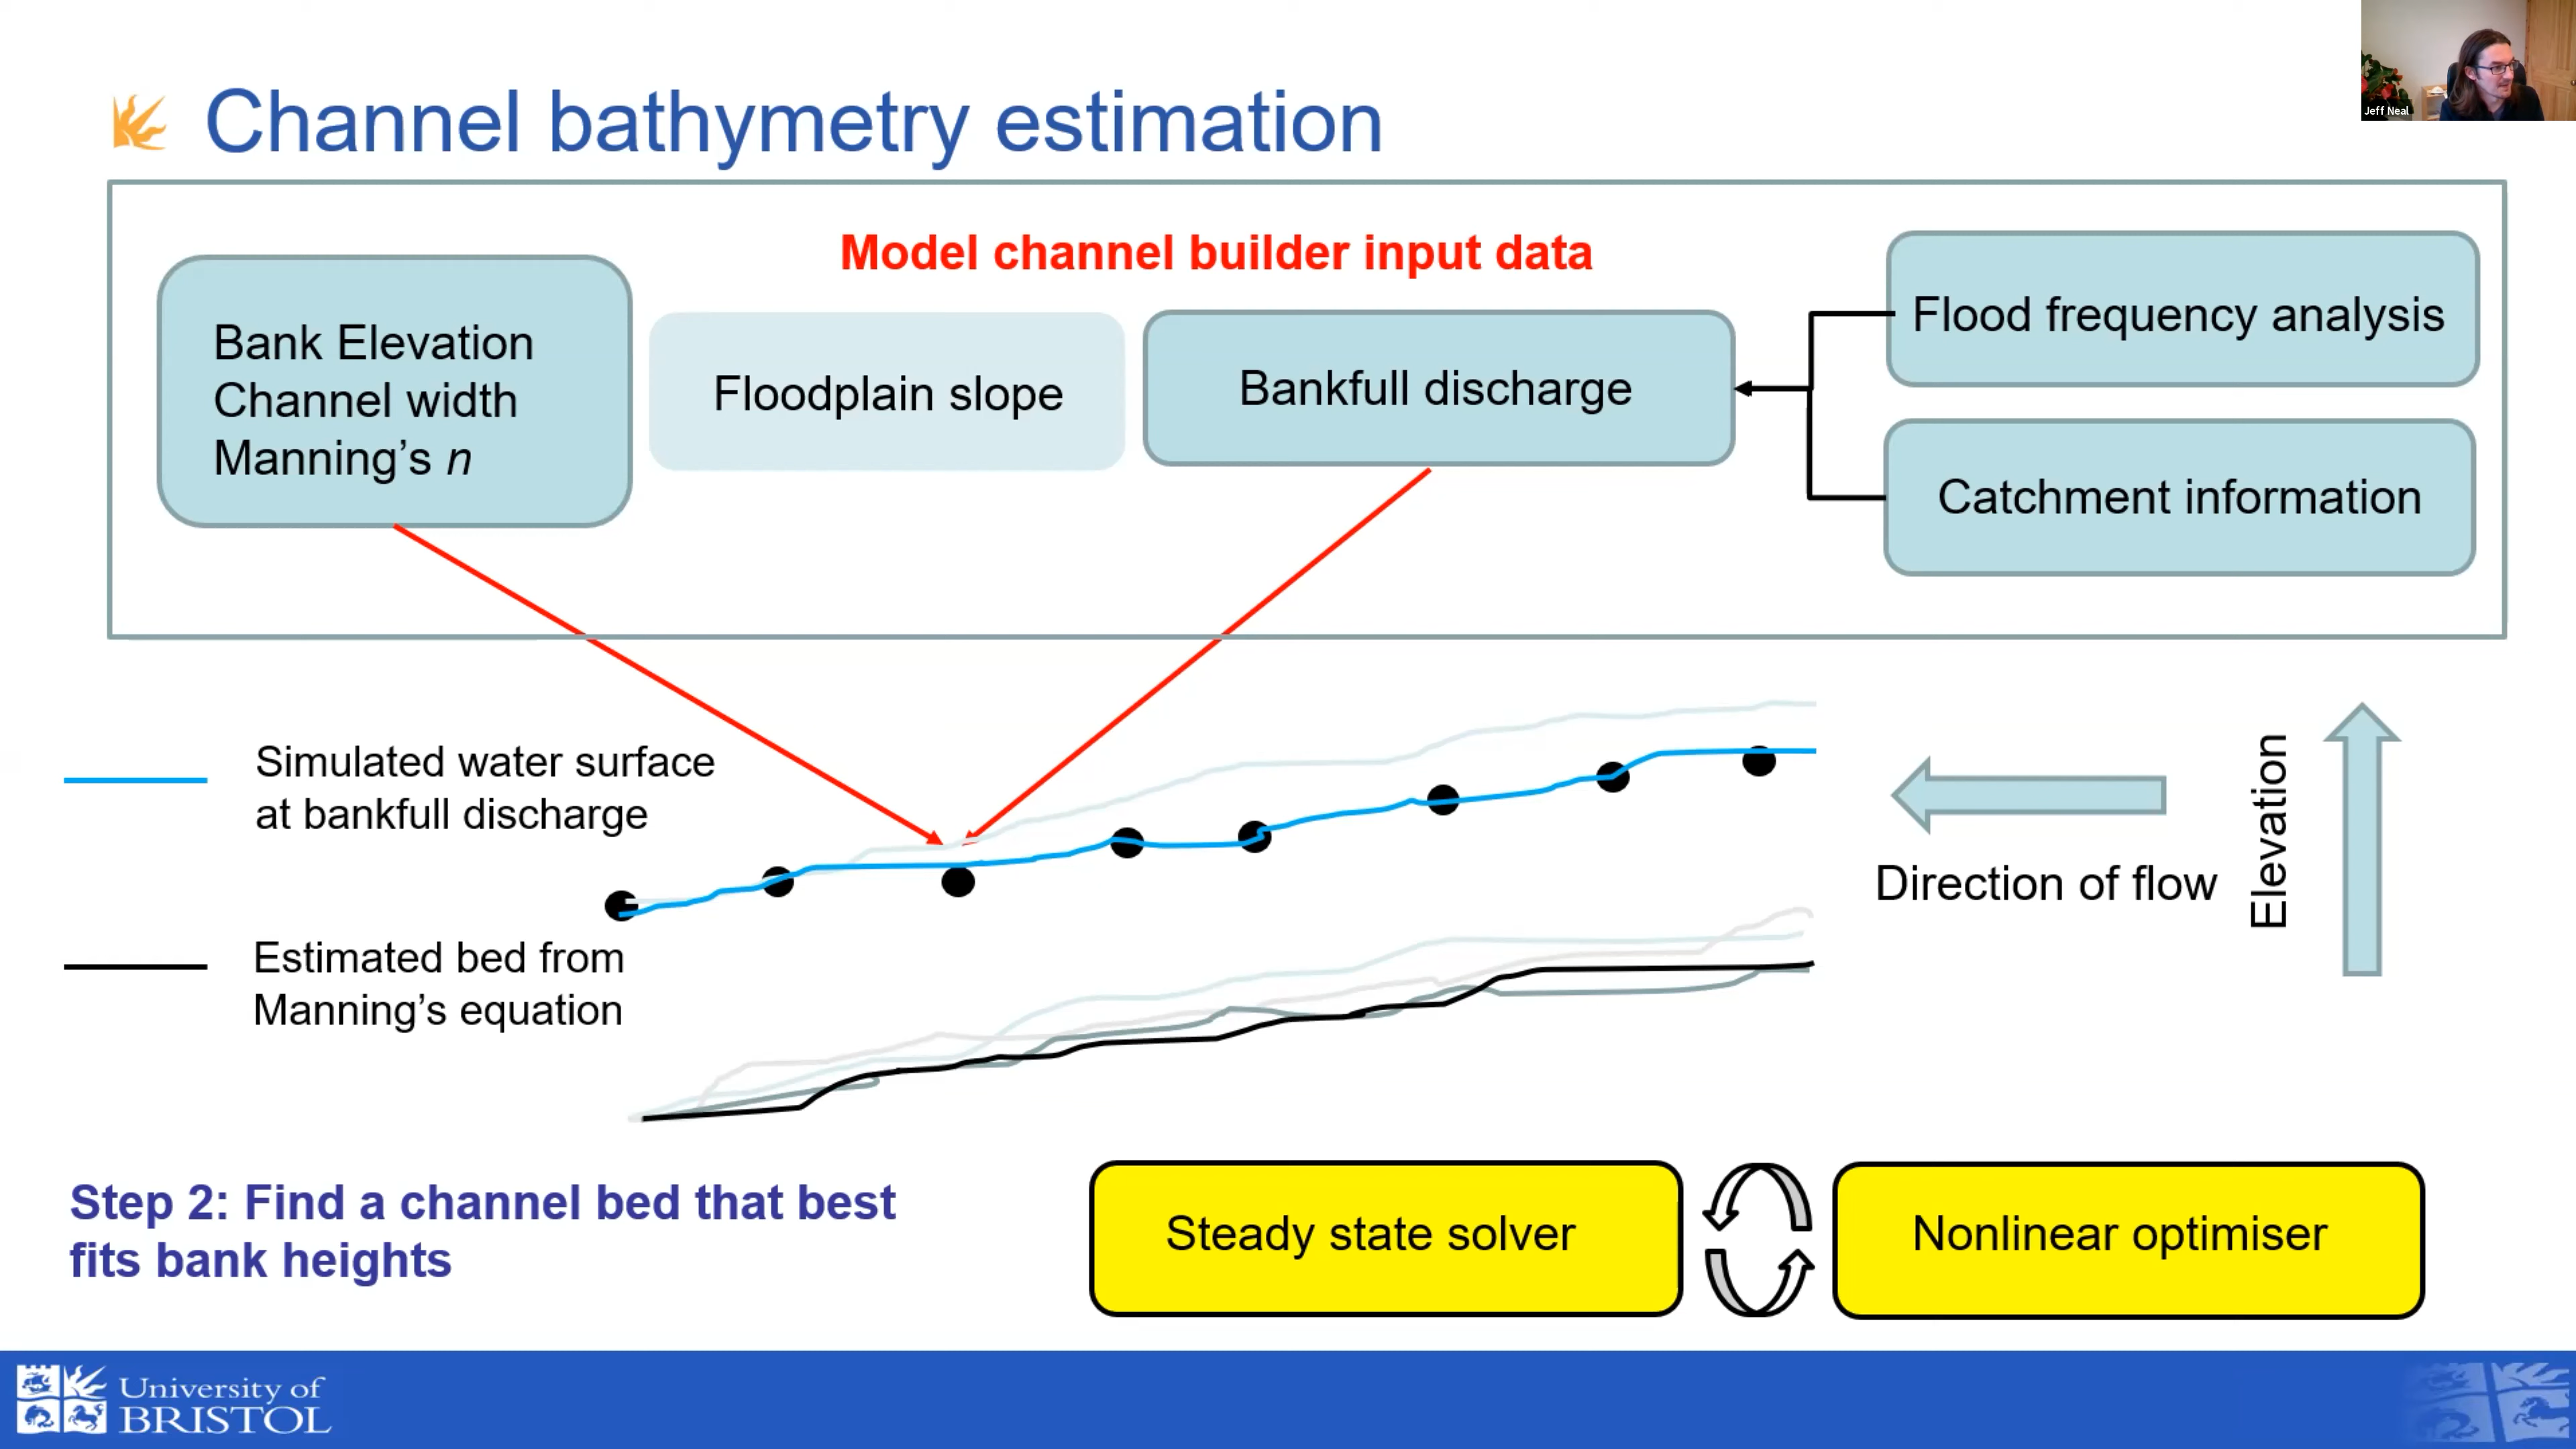 Jeff Neal
Channel bathymetry estimation
Model channel builder input data
Bank Elevation
Channel width
Manning’s n
Floodplain slope
Bankfull discharge
Flood frequency analysis
Catchment information
Simulated water surface
at bankfull discharge
Estimated bed from
Manning’s equation
Direction of flow
Elevation
Step 2: Find a channel bed that best
fits bank heights
Steady state solver
Nonlinear optimiser
University of
BRISTOL